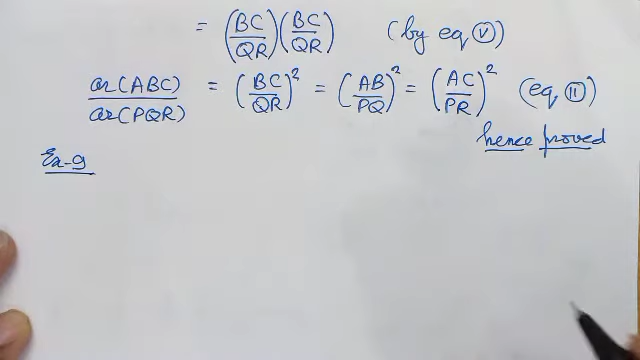 = (BC/QR) (BC/QR) (by eq Ⓥ)
ar(ABC)/ar(PQR) = (BC/QR)² = (AB/PQ)² = (AC/PR)² (eq ⑪)
hence proved
Ex-9